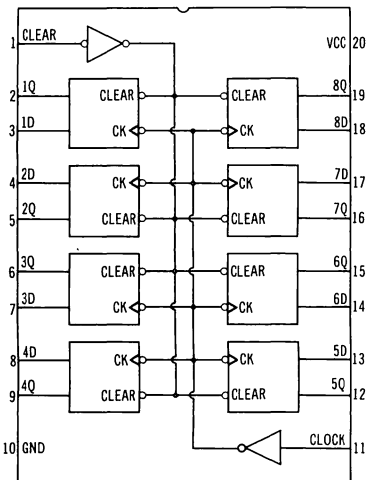 1 CLEAR VCC 20
2 1Q CLEAR CLEAR 8Q 19
3 1D CK CK 8D 18
4 2D CK CK 7D 17
5 2Q CLEAR CLEAR 7Q 16
6 3Q CLEAR CLEAR 6Q 15
7 3D CK CK 6D 14
8 4D CK CK 5D 13
9 4Q CLEAR CLEAR 5Q 12
10 GND CLOCK 11